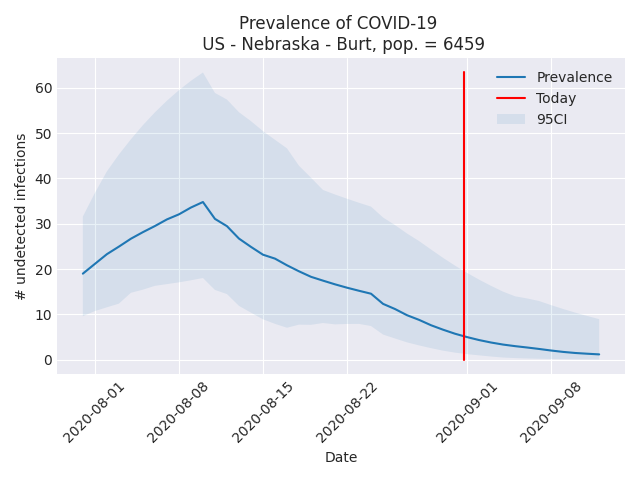 Prevalence of COVID-19
US - Nebraska - Burt, pop. = 6459
Prevalence
Today
95CI
# undetected infections
60
50
40
30
20
10
0
2020-08-01
2020-08-08
2020-08-15
2020-08-22
2020-09-01
2020-09-08
Date